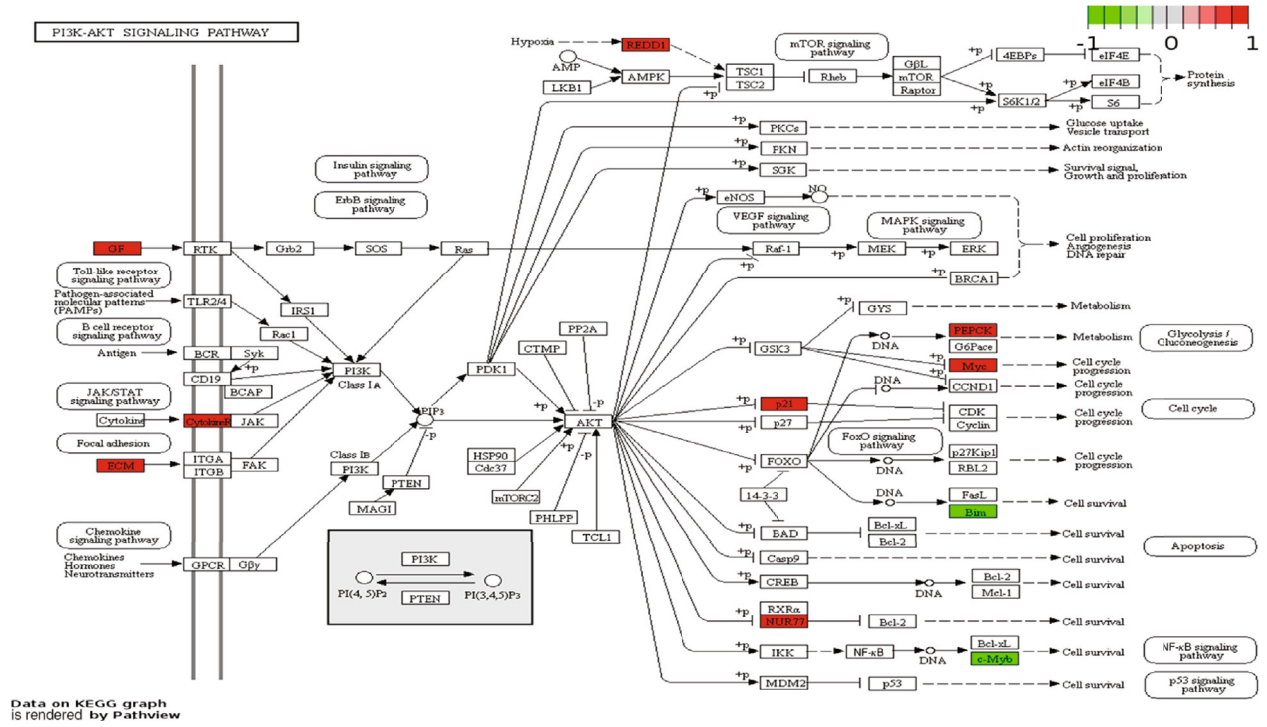 PI3K-AKT SIGNALING PATHWAY
-1 0 1
Hypoxia
REDD1
mTOR signaling
pathway
AMP
LKB1
AMPK
TSC1
TSC2
+p
Rheb
GβL
mTOR
Raptor
+p
4EBPs
eIF4E
+p
S6K1/2
+p
eIF4B
+p
S6
Protein
synthesis
+p
PKCs
Glucose uptake
Vesicle transport
+p
PKN
Actin reorganization
+p
SGK
Survival signal,
Growth and proliferation
Insulin signaling
pathway
ErbB signaling
pathway
+p
eNOS
NO
VEGF signaling
pathway
MAPK signaling
pathway
GF
RTK
Grb2
SOS
Ras
Raf-1
+p
+p
MEK
+p
ERK
+p
BRCA1
Cell proliferation
Angiogenesis
DNA repair
Toll-like receptor
signaling pathway
Pathogen-associated
molecular patterns
(PAMPs)
TLR2/4
IRS1
Rac1
B cell receptor
signaling pathway
Antigen
BCR
Syk
+p
CD19
BCAP
PI3K
Class IA
JAK/STAT
signaling pathway
Cytokine
CytokineR
JAK
Focal adhesion
ECM
ITGA
ITGB
FAK
Class IB
PI3K
PIP3
-p
PTEN
MAGI
PDK1
CTMP
PP2A
+p
-p
AKT
HSP90
Cdc37
+p
-p
mTORC2
PHLPP
TCL1
Chemokine
signaling pathway
Chemokines
Hormones
Neurotransmitters
GPCR
Gβγ
PI3K
PI(4, 5)P2
PI(3,4,5)P3
PTEN
+p
GSK3
+p
GYS
Metabolism
DNA
PEPCK
G6Pace
Metabolism
Glycolysis /
Gluconeogenesis
+p
Myc
Cell cycle
progression
DNA
+p
CCND1
Cell cycle
progression
+p
p21
+p
p27
CDK
Cyclin
Cell cycle
progression
Cell cycle
FoxO signaling
pathway
+p
FOXO
DNA
p27Kip1
RBL2
Cell cycle
progression
14-3-3
DNA
FasL
Bim
Cell survival
+p
BAD
Bcl-xL
Bcl-2
Cell survival
Apoptosis
+p
Casp9
Cell survival
+p
CREB
DNA
Bcl-2
Mcl-1
Cell survival
+p
RXRα
NUR77
Bcl-2
Cell survival
+p
IKK
NF-κB
DNA
Bcl-xL
c-Myb
Cell survival
NF-κB signaling
pathway
+p
MDM2
p53
Cell survival
p53 signaling
pathway
Data on KEGG graph
is rendered by Pathview